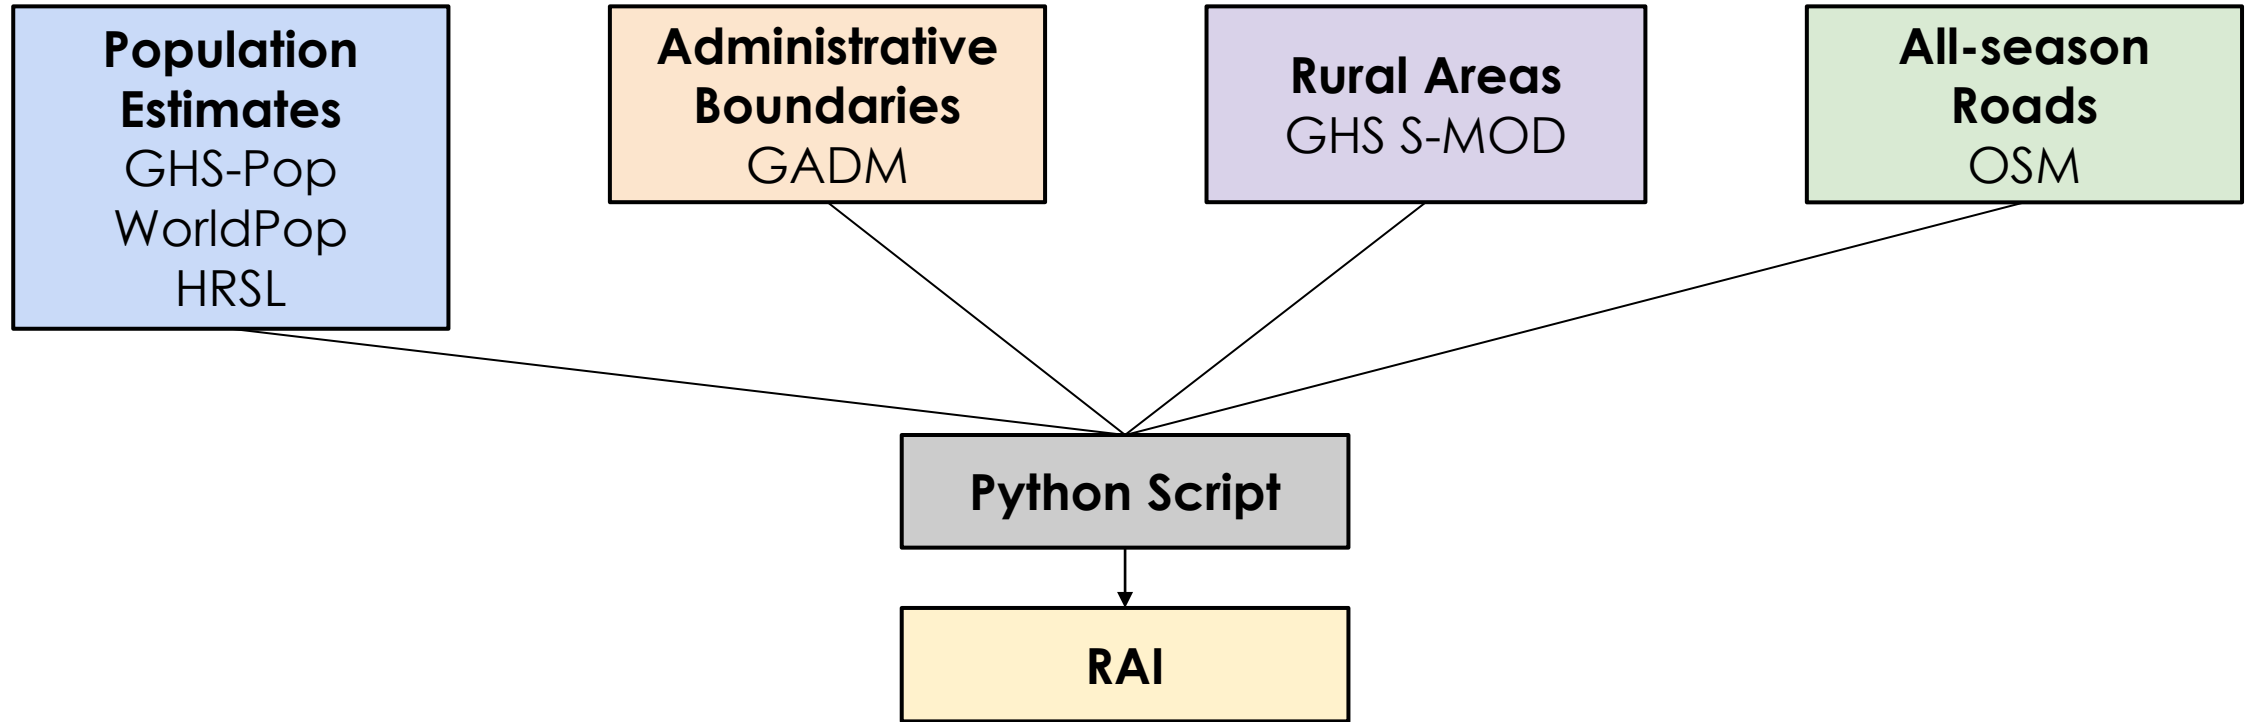 Population
Estimates
GHS-Pop
WorldPop
HRSL
Administrative
Boundaries
GADM
Rural Areas
GHS S-MOD
All-season
Roads
OSM
Python Script
RAI